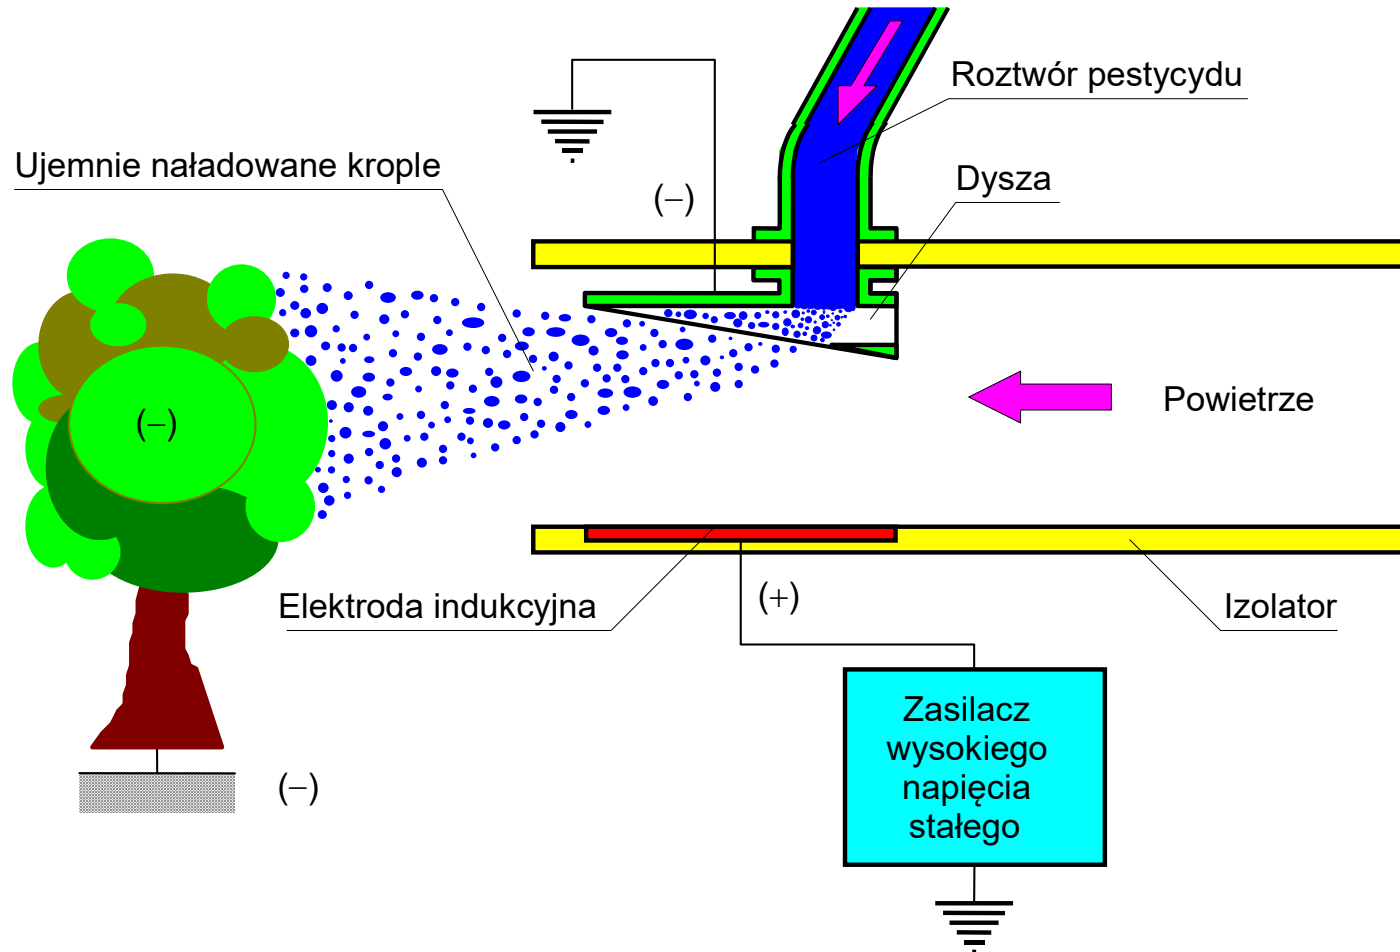 Roztwór pestycydu
Ujemnie naładowane krople
Dysza
(–)
(–)
Powietrze
Elektroda indukcyjna
(+)
Izolator
(–)
Zasilacz
wysokiego
napięcia
stałego